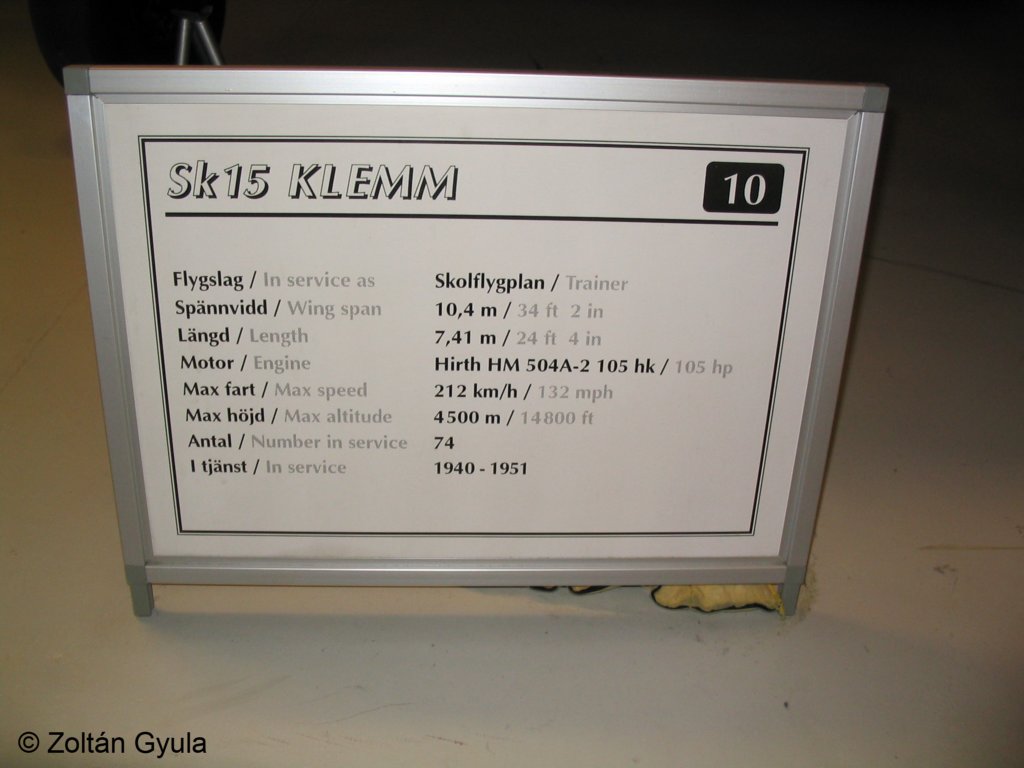 Sk15 KLEMM 10
Flygslag / In service as Skolflygplan / Trainer
Spännvidd / Wing span 10,4 m / 34 ft 2 in
Längd / Length 7,41 m / 24 ft 4 in
Motor / Engine Hirth HM 504A-2 105 hk / 105 hp
Max fart / Max speed 212 km/h / 132 mph
Max höjd / Max altitude 4500 m / 14800 ft
Antal / Number in service 74
I tjänst / In service 1940 - 1951
© Zoltán Gyula